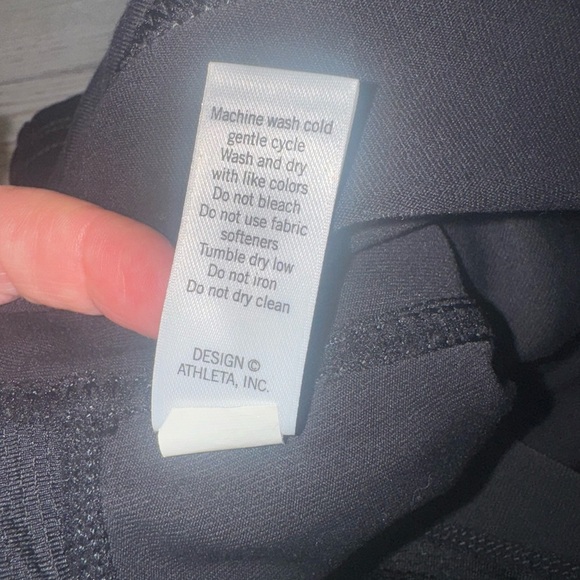 Machine wash cold
gentle cycle
Wash and dry
with like colors
Do not bleach
Do not use fabric
softeners
Tumble dry low
Do not iron
Do not dry clean
DESIGN ©
ATHLETA, INC.